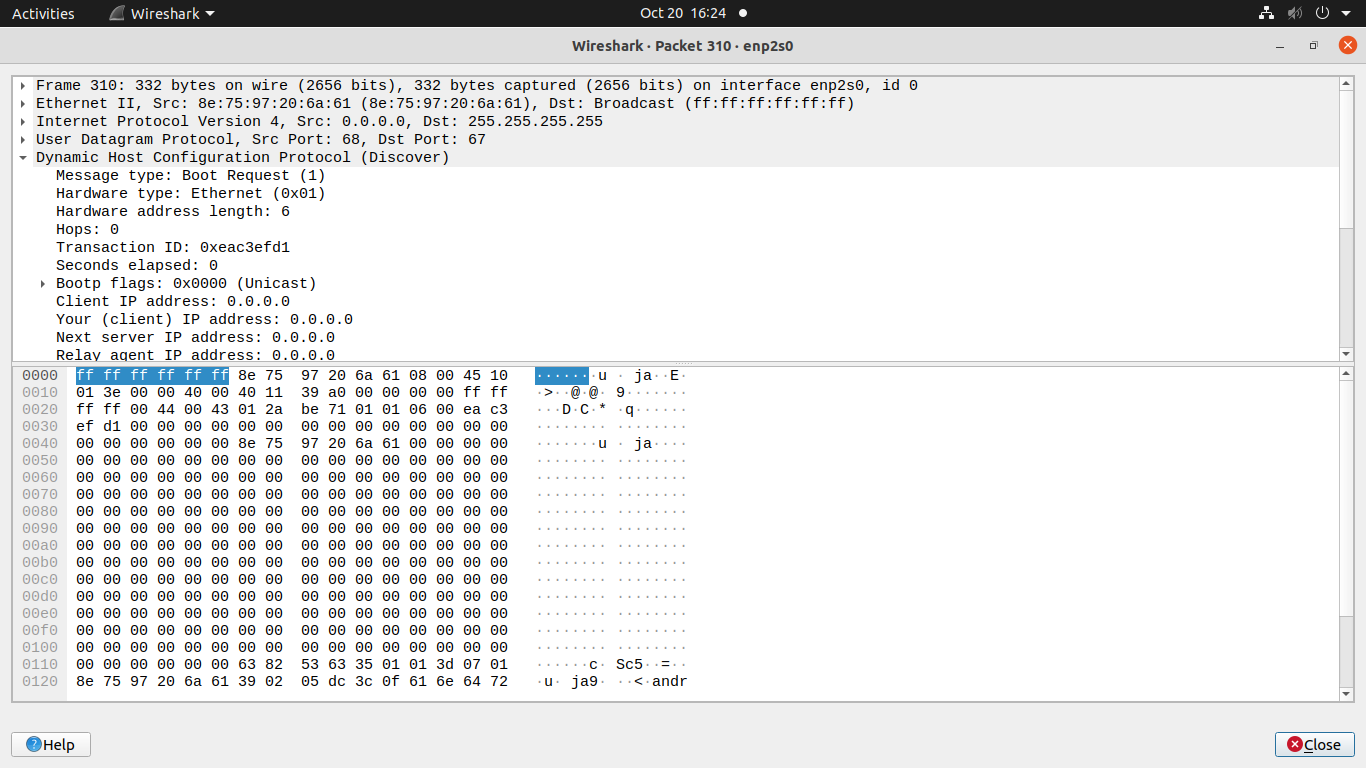 Activities Wireshark Oct 20 16:24
Wireshark · Packet 310 · enp2s0
Frame 310: 332 bytes on wire (2656 bits), 332 bytes captured (2656 bits) on interface enp2s0, id 0
Ethernet II, Src: 8e:75:97:20:6a:61 (8e:75:97:20:6a:61), Dst: Broadcast (ff:ff:ff:ff:ff:ff)
Internet Protocol Version 4, Src: 0.0.0.0, Dst: 255.255.255.255
User Datagram Protocol, Src Port: 68, Dst Port: 67
Dynamic Host Configuration Protocol (Discover)
Message type: Boot Request (1)
Hardware type: Ethernet (0x01)
Hardware address length: 6
Hops: 0
Transaction ID: 0xeac3efd1
Seconds elapsed: 0
Bootp flags: 0x0000 (Unicast)
Client IP address: 0.0.0.0
Your (client) IP address: 0.0.0.0
Next server IP address: 0.0.0.0
Relay agent IP address: 0.0.0.0
0000 ff ff ff ff ff ff 8e 75 97 20 6a 61 08 00 45 10 ······ u · ja··E·
0010 01 3e 00 00 40 00 40 11 39 a0 00 00 00 00 ff ff ·>··@·@· 9·······
0020 ff ff 00 44 00 43 01 2a be 71 01 01 06 00 ea c3 ···D·C·* ·q······
0030 ef d1 00 00 00 00 00 00 00 00 00 00 00 00 00 00 ········ ········
0040 00 00 00 00 00 00 8e 75 97 20 6a 61 00 00 00 00 ·······u · ja····
0050 00 00 00 00 00 00 00 00 00 00 00 00 00 00 00 00 ········ ········
0060 00 00 00 00 00 00 00 00 00 00 00 00 00 00 00 00 ········ ········
0070 00 00 00 00 00 00 00 00 00 00 00 00 00 00 00 00 ········ ········
0080 00 00 00 00 00 00 00 00 00 00 00 00 00 00 00 00 ········ ········
0090 00 00 00 00 00 00 00 00 00 00 00 00 00 00 00 00 ········ ········
00a0 00 00 00 00 00 00 00 00 00 00 00 00 00 00 00 00 ········ ········
00b0 00 00 00 00 00 00 00 00 00 00 00 00 00 00 00 00 ········ ········
00c0 00 00 00 00 00 00 00 00 00 00 00 00 00 00 00 00 ········ ········
00d0 00 00 00 00 00 00 00 00 00 00 00 00 00 00 00 00 ········ ········
00e0 00 00 00 00 00 00 00 00 00 00 00 00 00 00 00 00 ········ ········
00f0 00 00 00 00 00 00 00 00 00 00 00 00 00 00 00 00 ········ ········
0100 00 00 00 00 00 00 00 00 00 00 00 00 00 00 00 00 ········ ········
0110 00 00 00 00 00 00 63 82 53 63 35 01 01 3d 07 01 ······c· Sc5··=··
0120 8e 75 97 20 6a 61 39 02 05 dc 3c 0f 61 6e 64 72 ·u· ja9· ··<·andr
Help Close